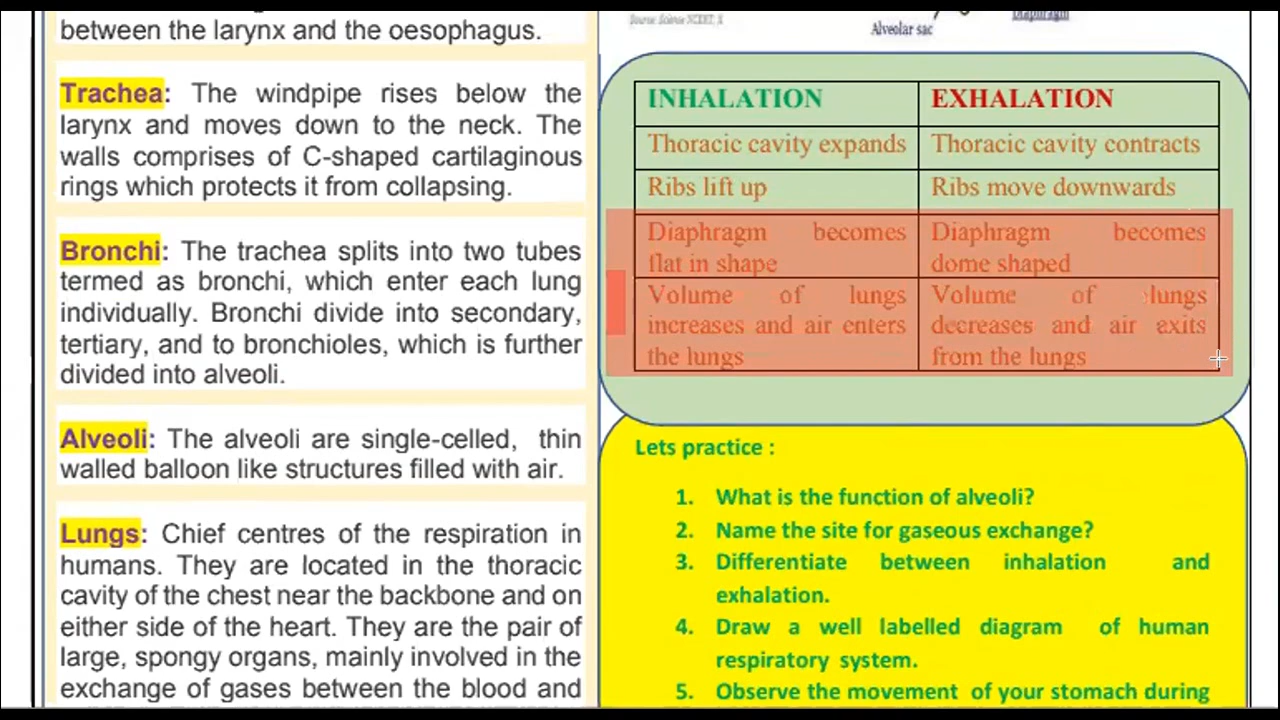 between the larynx and the oesophagus.
Trachea: The windpipe rises below the
larynx and moves down to the neck. The
walls comprises of C-shaped cartilaginous
rings which protects it from collapsing.
Bronchi: The trachea splits into two tubes
termed as bronchi, which enter each lung
individually. Bronchi divide into secondary,
tertiary, and to bronchioles, which is further
divided into alveoli.
Alveoli: The alveoli are single-celled, thin
walled balloon like structures filled with air.
Lungs: Chief centres of the respiration in
humans. They are located in the thoracic
cavity of the chest near the backbone and on
either side of the heart. They are the pair of
large, spongy organs, mainly involved in the
exchange of gases between the blood and
Source: Science NCERT; X
Diaphragm
Alveolar sac
INHALATION EXHALATION
Thoracic cavity expands Thoracic cavity contracts
Ribs lift up Ribs move downwards
Diaphragm becomes Diaphragm becomes
flat in shape dome shaped
Volume of lungs Volume of lungs
increases and air enters decreases and air exits
the lungs from the lungs
Lets practice :
1. What is the function of alveoli?
2. Name the site for gaseous exchange?
3. Differentiate between inhalation and
exhalation.
4. Draw a well labelled diagram of human
respiratory system.
5. Observe the movement of your stomach during